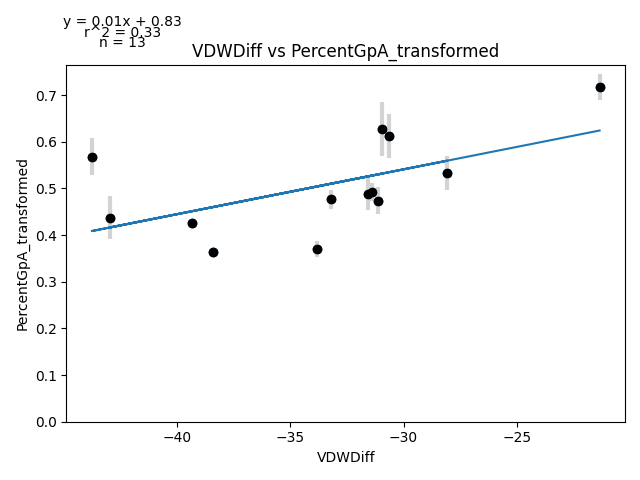 y = 0.01x + 0.83
r^2 = 0.33
n = 13
VDWDiff vs PercentGpA_transformed
PercentGpA_transformed
0.7
0.6
0.5
0.4
0.3
0.2
0.1
0.0
−40
−35
−30
−25
VDWDiff